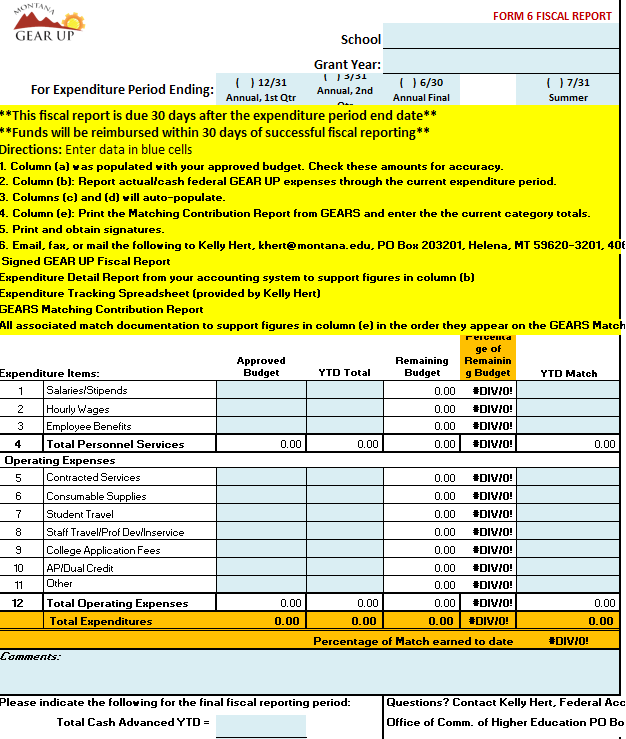 MONTANA
GEAR UP
FORM 6 FISCAL REPORT
School
Grant Year:
For Expenditure Period Ending:
( ) 12/31
Annual, 1st Qtr
( ) 3/31
Annual, 2nd
Qtr
( ) 6/30
Annual Final
( ) 7/31
Summer
**This fiscal report is due 30 days after the expenditure period end date**
**Funds will be reimbursed within 30 days of successful fiscal reporting**
Directions: Enter data in blue cells
1. Column (a) was populated with your approved budget. Check these amounts for accuracy.
2. Column (b): Report actual/cash federal GEAR UP expenses through the current expenditure period.
3. Columns (c) and (d) will auto-populate.
4. Column (e): Print the Matching Contribution Report from GEARS and enter the the current category totals.
5. Print and obtain signatures.
6. Email, fax, or mail the following to Kelly Hert, khert@montana.edu, PO Box 203201, Helena, MT 59620-3201, 406
Signed GEAR UP Fiscal Report
Expenditure Detail Report from your accounting system to support figures in column (b)
Expenditure Tracking Spreadsheet (provided by Kelly Hert)
GEARS Matching Contribution Report
All associated match documentation to support figures in column (e) in the order they appear on the GEARS Match
Expenditure Items:
Approved
Budget
YTD Total
Remaining
Budget
Percenta
ge of
Remainin
g Budget
YTD Match
1 Salaries/Stipends 0.00 #DIV/0!
2 Hourly Wages 0.00 #DIV/0!
3 Employee Benefits 0.00 #DIV/0!
4 Total Personnel Services 0.00 0.00 0.00 #DIV/0! 0.00
Operating Expenses
5 Contracted Services 0.00 #DIV/0!
6 Consumable Supplies 0.00 #DIV/0!
7 Student Travel 0.00 #DIV/0!
8 Staff Travel/Prof Dev/Inservice 0.00 #DIV/0!
9 College Application Fees 0.00 #DIV/0!
10 AP/Dual Credit 0.00 #DIV/0!
11 Other 0.00 #DIV/0!
12 Total Operating Expenses 0.00 0.00 0.00 #DIV/0! 0.00
Total Expenditures 0.00 0.00 0.00 #DIV/0! 0.00
Percentage of Match earned to date #DIV/0!
Comments:
Please indicate the following for the final fiscal reporting period:
Total Cash Advanced YTD =
Questions? Contact Kelly Hert, Federal Acc
Office of Comm. of Higher Education PO Bo